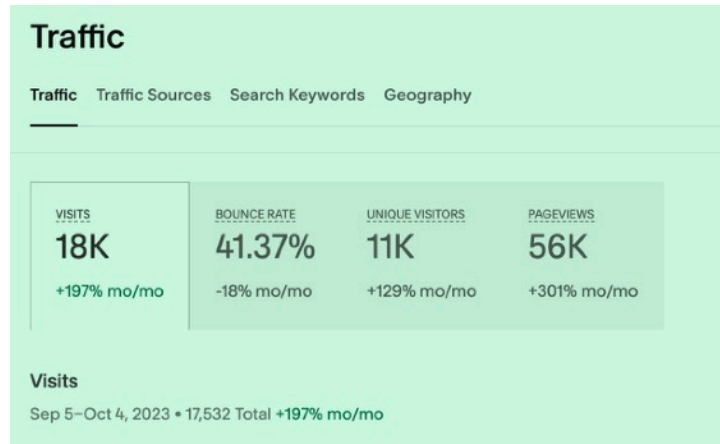 Traffic
Traffic Traffic Sources Search Keywords Geography
VISITS BOUNCE RATE UNIQUE VISITORS PAGEVIEWS
18K 41.37% 11K 56K
+197% mo/mo -18% mo/mo +129% mo/mo +301% mo/mo
Visits
Sep 5–Oct 4, 2023 • 17,532 Total +197% mo/mo